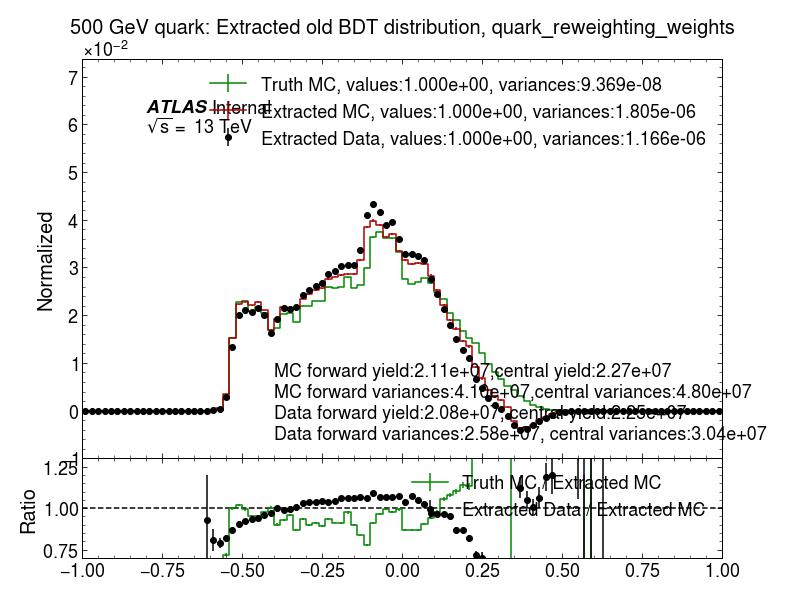 500 GeV quark: Extracted old BDT distribution, quark_reweighting_weights
×10⁻²
Truth MC, values:1.000e+00, variances:9.369e-08
ATLAS Internal
Extracted MC, values:1.000e+00, variances:1.805e-06
√s = 13 TeV
Extracted Data, values:1.000e+00, variances:1.166e-06
Normalized
7
6
5
4
3
2
1
0
MC forward yield:2.11e+07,central yield:2.27e+07
MC forward variances:4.10e+07,central variances:4.80e+07
Data forward yield:2.08e+07,central yield:2.25e+07
Data forward variances:2.58e+07, central variances:3.04e+07
Ratio
1.25
1.00
0.75
Truth MC / Extracted MC
Extracted Data / Extracted MC
−1.00 −0.75 −0.50 −0.25 0.00 0.25 0.50 0.75 1.00